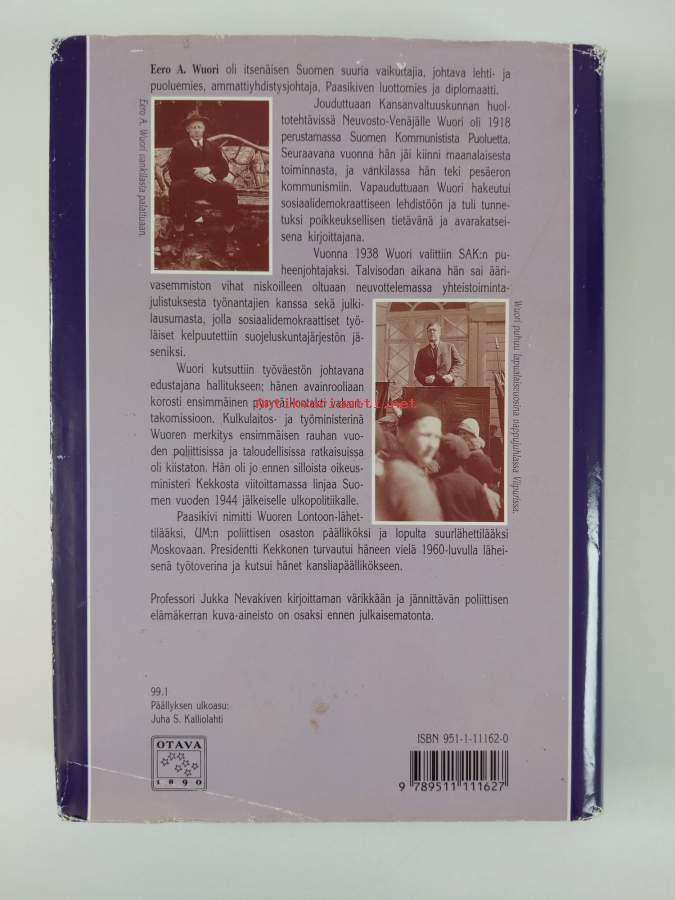 Eero A. Wuori oli itsenäisen Suomen suuria vaikuttajia, johtava lehti- ja
puoluemies, ammattiyhdistysjohtaja, Paasikiven luottomies ja diplomaatti.
Jouduttuaan Kansanvaltuuskunnan huol-
totehtävissä Neuvosto-Venäjälle Wuori oli 1918
perustamassa Suomen Kommunistista Puoluetta.
Seuraavana vuonna hän jäi kiinni maanalaisesta
toiminnasta, ja vankilassa hän teki pesäeron
kommunismiin. Vapauduttuaan Wuori hakeutui
sosiaalidemokraattiseen lehdistöön ja tuli tunne-
tuksi poikkeuksellisen tietävänä ja avarakatsei-
sena kirjoittajana.
Vuonna 1938 Wuori valittiin SAK:n pu-
heenjohtajaksi. Talvisodan aikana hän sai ääri-
vasemmiston vihat niskoilleen oltuaan neuvottelemassa yhteistoiminta-
julistuksesta työnantajien kanssa sekä julki-
lausumasta, jolla sosiaalidemokraattiset työ-
läiset kelpuutettiin suojeluskuntajärjestön jä-
seniksi.
Wuori kutsuttiin työväestön johtavana
edustajana hallitukseen; hänen avainrooliaan
korosti ensimmäinen pysyvä kontakti valvon-
takomissioon. Kulkulaitos- ja työministerinä
Wuoren merkitys ensimmäisen rauhan vuo-
den poliittisissa ja taloudellisissa ratkaisuissa
oli kiistaton. Hän oli jo ennen silloista oikeus-
ministeri Kekkosta viitoittamassa linjaa Suo-
men vuoden 1944 jälkeiselle ulkopolitiikalle.
Paasikivi nimitti Wuoren Lontoon-lähet-
tilääksi, UM:n poliittisen osaston päälliköksi ja lopulta suurlähettilääksi
Moskovaan. Presidentti Kekkonen turvautui häneen vielä 1960-luvulla lähei-
senä työtoverina ja kutsui hänet kansliapäällikökseen.
Professori Jukka Nevakiven kirjoittaman värikkään ja jännittävän poliittisen
elämäkerran kuva-aineisto on osaksi ennen julkaisematonta.
Eero A. Wuori vankilasta palattuaan.
Wuori puhuu lapualaisvuosina vappujuhlassa Viipurissa.
Antikvariaatti.net
99.1
Päällyksen ulkoasu:
Juha S. Kalliolahti
OTAVA
1890
ISBN 951-1-11162-0
9 789511 111627